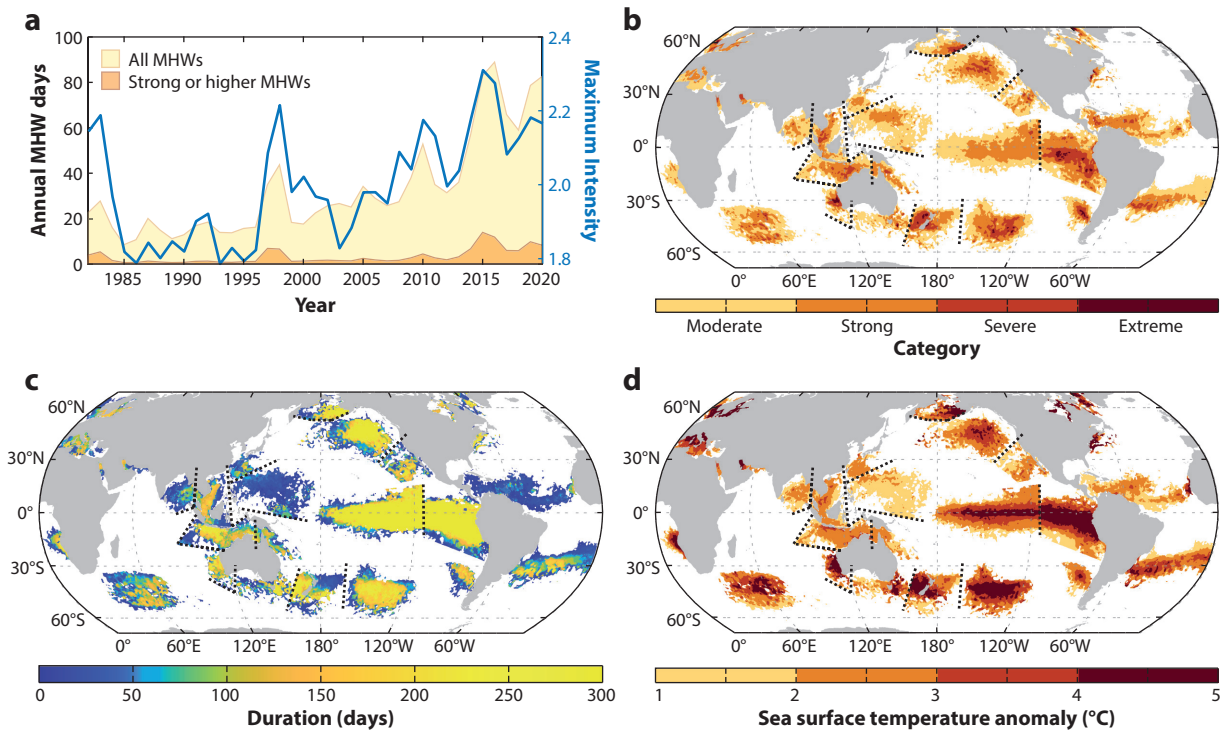 a
100
80
60
40
20
0
Annual MHW days
All MHWs
Strong or higher MHWs
2.4
2.2
2.0
1.8
Maximum Intensity
1985 1990 1995 2000 2005 2010 2015 2020
Year
b
60°N
30°N
0°
30°S
60°S
0° 60°E 120°E 180° 120°W 60°W
Moderate Strong Severe Extreme
Category
c
60°N
30°N
0°
30°S
60°S
0° 60°E 120°E 180° 120°W 60°W
0 50 100 150 200 250 300
Duration (days)
d
60°N
30°N
0°
30°S
60°S
0° 60°E 120°E 180° 120°W 60°W
1 2 3 4 5
Sea surface temperature anomaly (°C)